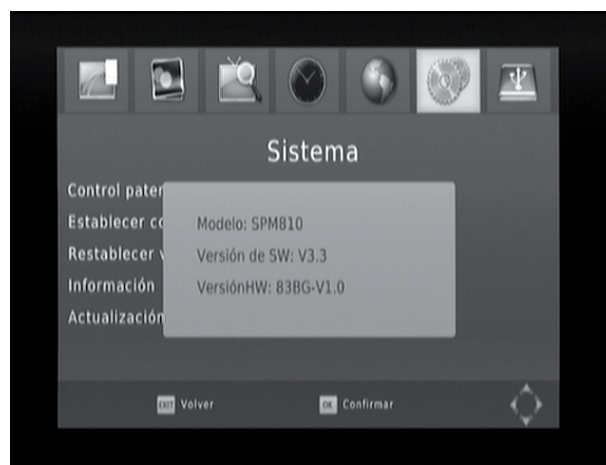 Sistema
Control pater
Establecer co
Restablecer v
Información
Actualización
Modelo: SPM810
Versión de SW: V3.3
VersiónHW: 83BG-V1.0
EXIT Volver
OK Confirmar